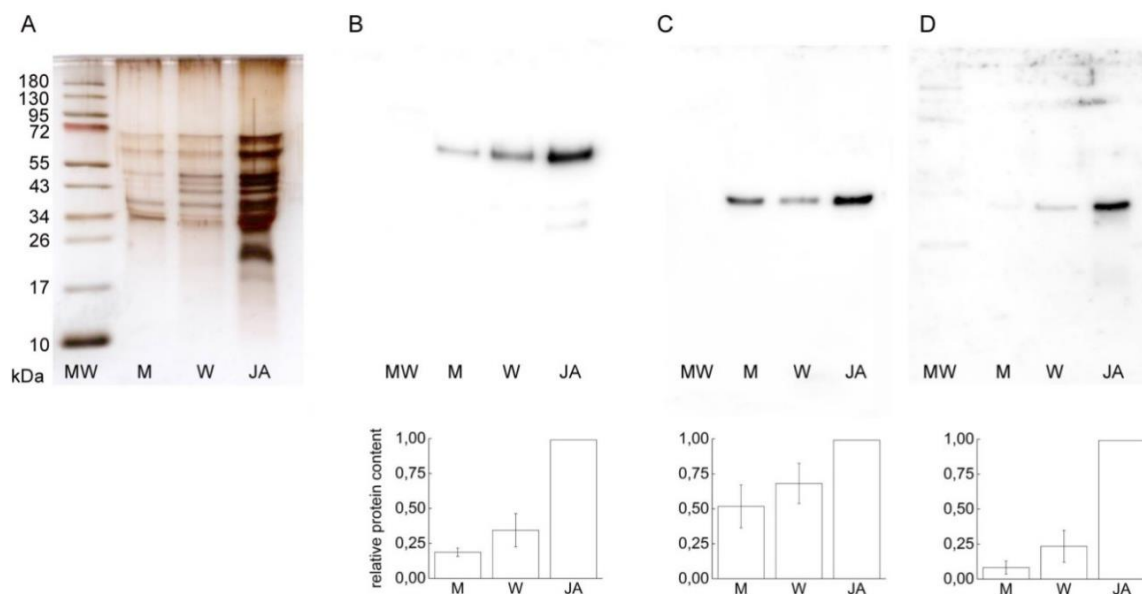 A
B
C
D
180
130
95
72
55
43
34
26
17
10
kDa
MW M W JA
MW M W JA
MW M W JA
MW M W JA
relative protein content
1,00
0,75
0,50
0,25
0,00
M W JA
1,00
0,75
0,50
0,25
0,00
M W JA
1,00
0,75
0,50
0,25
0,00
M W JA